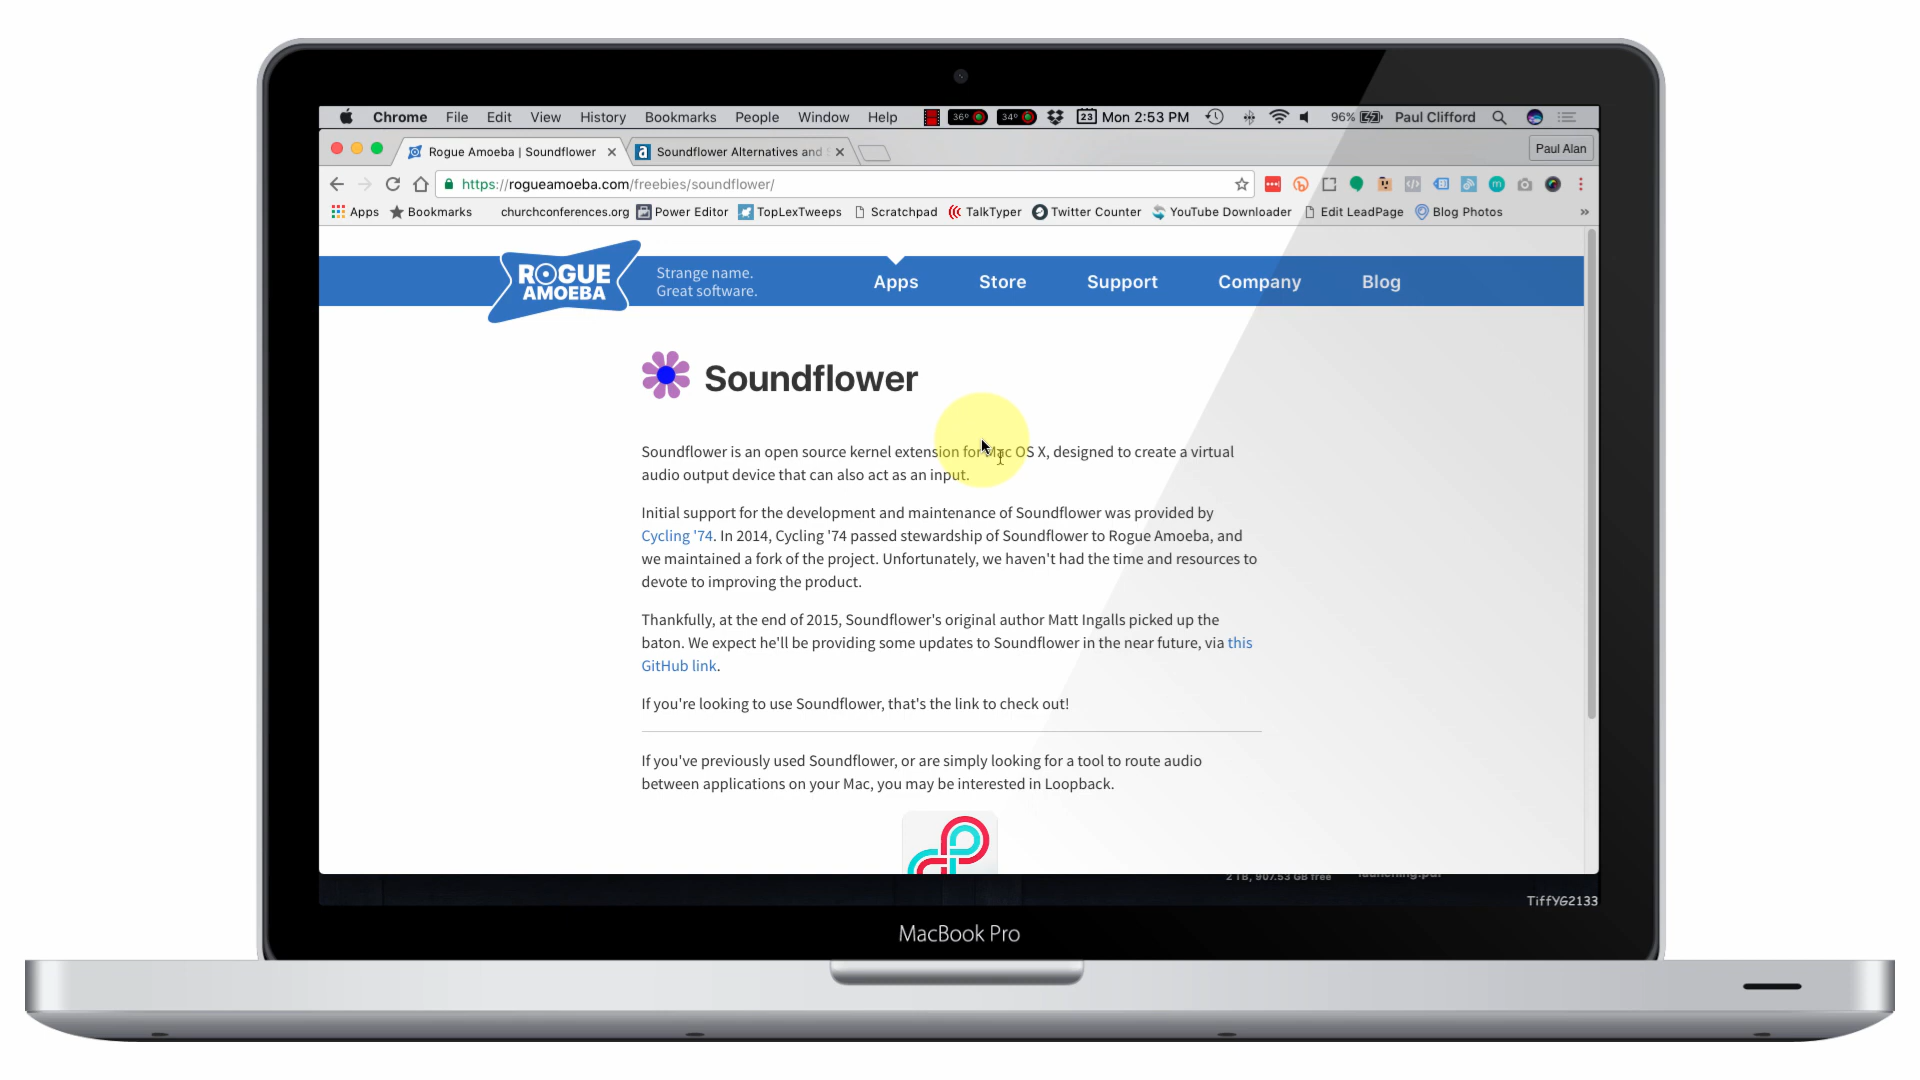 Chrome File Edit View History Bookmarks People Window Help 36° 34° 23 Mon 2:53 PM 96% Paul Clifford
Rogue Amoeba | Soundflower Soundflower Alternatives and Paul Alan
https://rogueamoeba.com/freebies/soundflower/
Apps Bookmarks churchconferences.org Power Editor TopLexTweeps Scratchpad TalkTyper Twitter Counter YouTube Downloader Edit LeadPage Blog Photos »
ROGUE
AMOEBA
Strange name.
Great software.
Apps Store Support Company Blog
Soundflower
Soundflower is an open source kernel extension for Mac OS X, designed to create a virtual
audio output device that can also act as an input.
Initial support for the development and maintenance of Soundflower was provided by
Cycling '74. In 2014, Cycling '74 passed stewardship of Soundflower to Rogue Amoeba, and
we maintained a fork of the project. Unfortunately, we haven't had the time and resources to
devote to improving the product.
Thankfully, at the end of 2015, Soundflower's original author Matt Ingalls picked up the
baton. We expect he'll be providing some updates to Soundflower in the near future, via this
GitHub link.
If you're looking to use Soundflower, that's the link to check out!
If you've previously used Soundflower, or are simply looking for a tool to route audio
between applications on your Mac, you may be interested in Loopback.
2 TB, 907.53 GB free
TiffYG2133
MacBook Pro